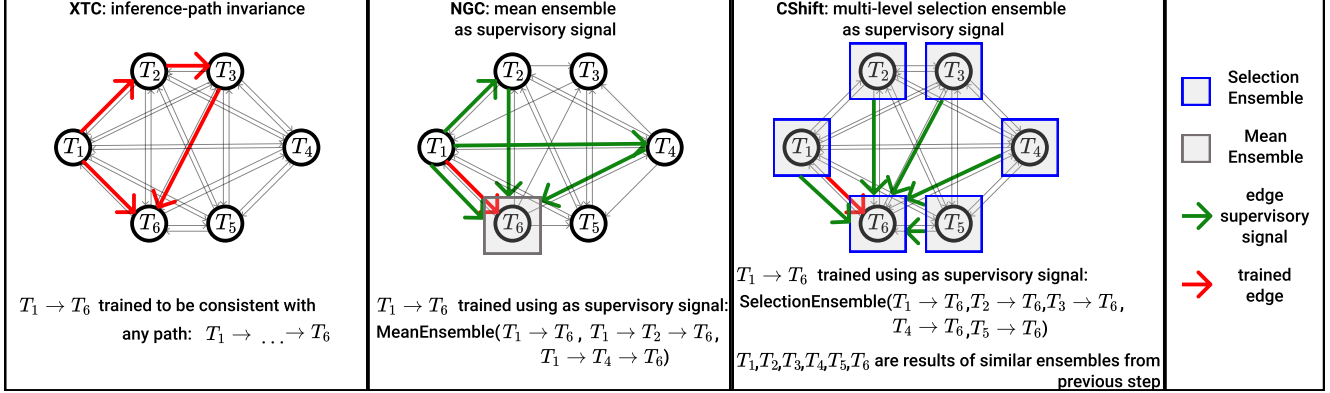 XTC: inference-path invariance
T₂ T₃
T₁ T₄
T₆ T₅
T₁ → T₆ trained to be consistent with
any path: T₁ → ... → T₆
NGC: mean ensemble
as supervisory signal
T₂ T₃
T₁ T₄
T₆ T₅
T₁ → T₆ trained using as supervisory signal:
MeanEnsemble(T₁ → T₆ , T₁ → T₂ → T₆,
T₁ → T₄ → T₆)
CShift: multi-level selection ensemble
as supervisory signal
T₂ T₃
T₁ T₄
T₆ T₅
T₁ → T₆ trained using as supervisory signal:
SelectionEnsemble(T₁ → T₆,T₂ → T₆,T₃ → T₆,
T₄ → T₆,T₅ → T₆)
T₁,T₂,T₃,T₄,T₅,T₆ are results of similar ensembles from
previous step
Selection
Ensemble
Mean
Ensemble
edge
supervisory
signal
trained
edge